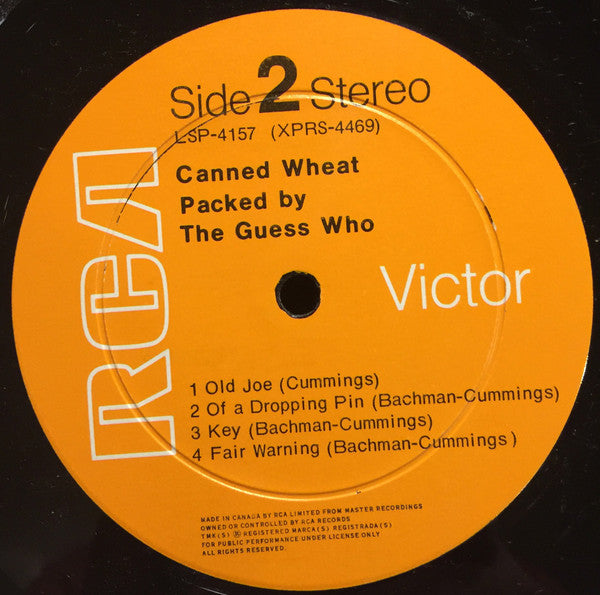 Side 2 Stereo
LSP-4157 (XPRS-4469)
Canned Wheat
Packed by
The Guess Who
RCA
Victor
1 Old Joe (Cummings)
2 Of a Dropping Pin (Bachman-Cummings)
3 Key (Bachman-Cummings)
4 Fair Warning (Bachman-Cummings)
MADE IN CANADA BY RCA LIMITED FROM MASTER RECORDINGS
OWNED OR CONTROLLED BY RCA RECORDS
TMK(S) ® REGISTERED MARCA(S) REGISTRADA(S)
FOR PUBLIC PERFORMANCE UNDER LICENSE ONLY
ALL RIGHTS RESERVED